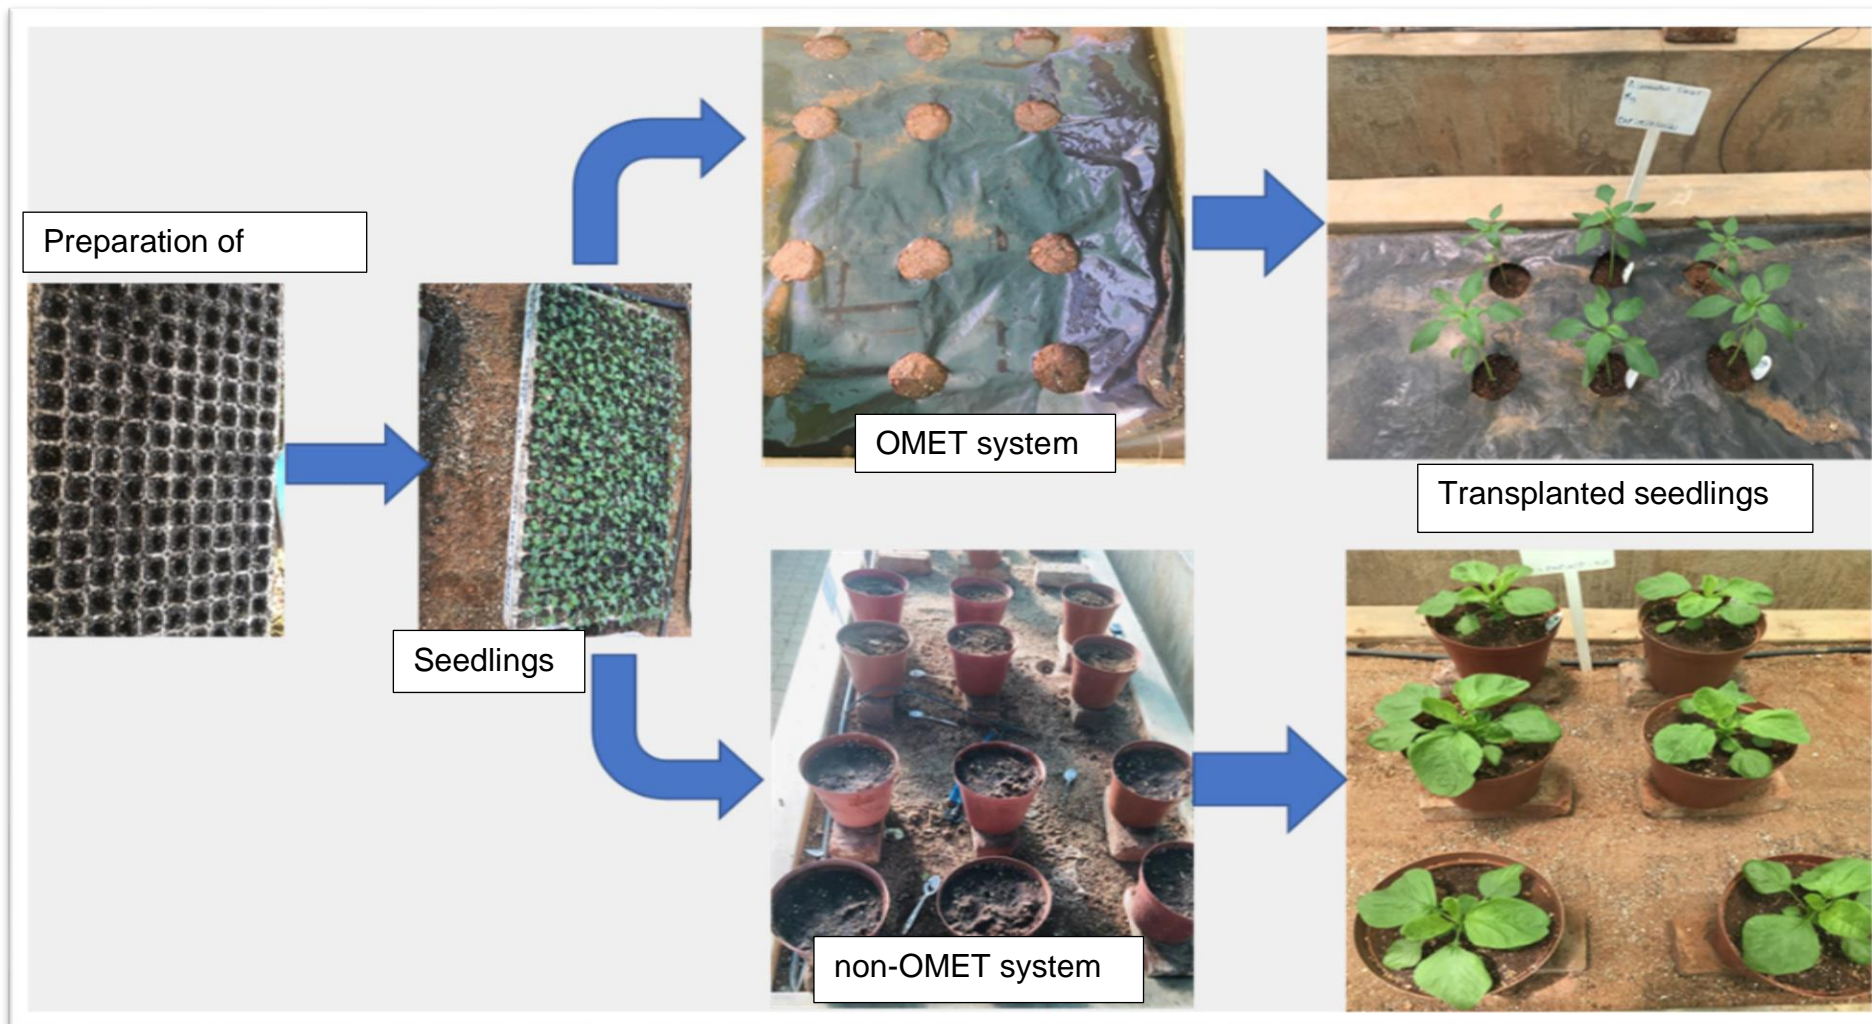 Preparation of
OMET system
Transplanted seedlings
Seedlings
non-OMET system